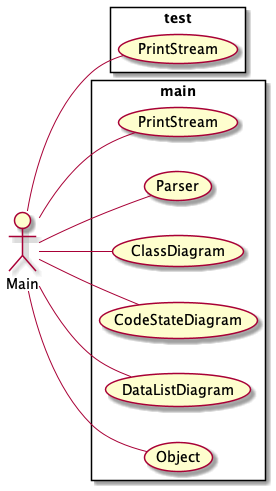 test
PrintStream
main
PrintStream
Parser
ClassDiagram
Main
CodeStateDiagram
DataListDiagram
Object